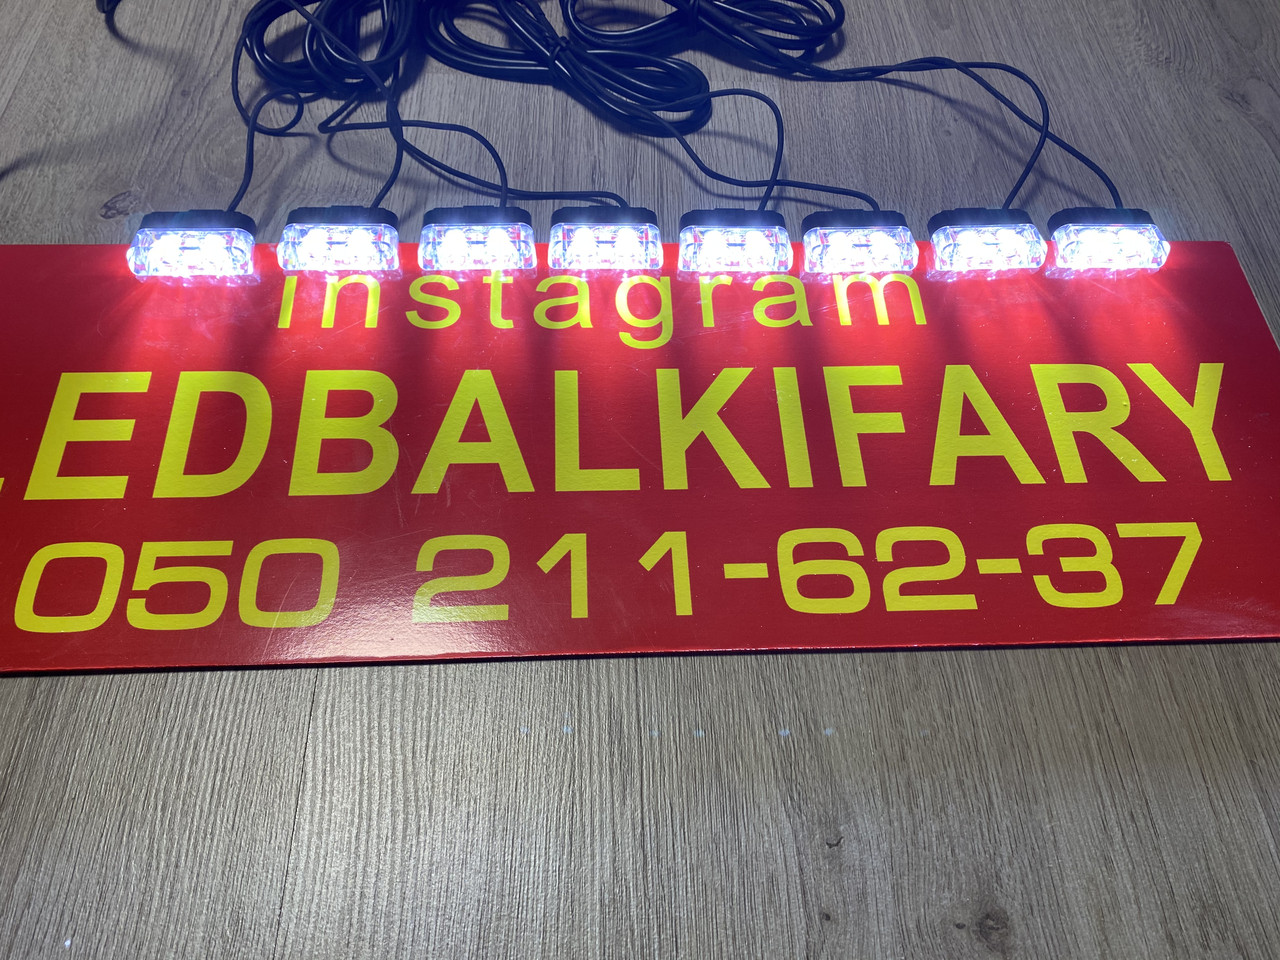 instagram
.EDBALKIFARY
050 211-62-37